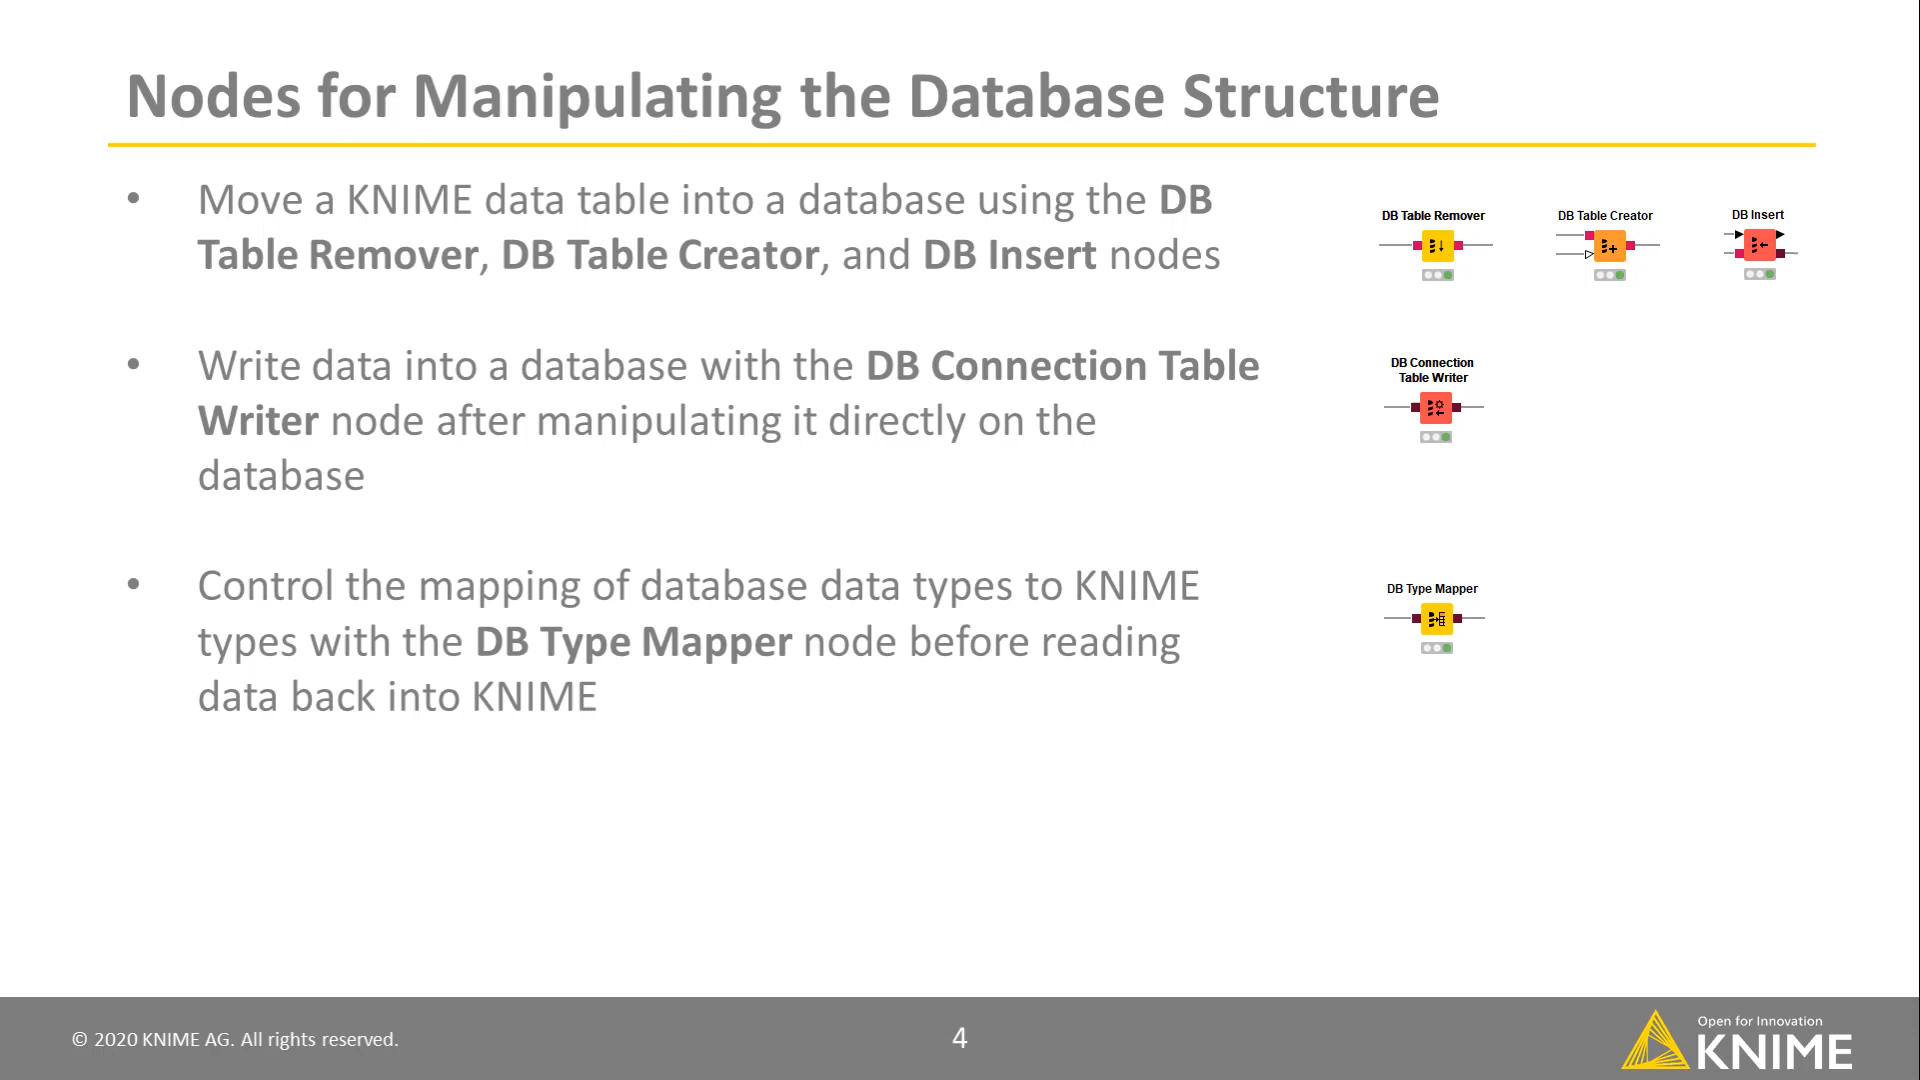 Nodes for Manipulating the Database Structure
• Move a KNIME data table into a database using the DB
Table Remover, DB Table Creator, and DB Insert nodes
DB Table Remover
DB Table Creator
DB Insert
• Write data into a database with the DB Connection Table
Writer node after manipulating it directly on the
database
DB Connection
Table Writer
• Control the mapping of database data types to KNIME
types with the DB Type Mapper node before reading
data back into KNIME
DB Type Mapper
© 2020 KNIME AG. All rights reserved.
4
Open for Innovation
KNIME